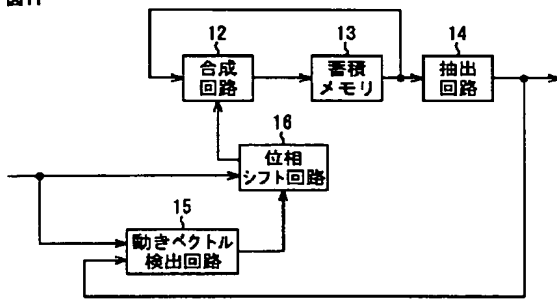 図11
12
13
14
合成
回路
蓄積
メモリ
抽出
回路
16
位相
シフト回路
15
動きベクトル
検出回路